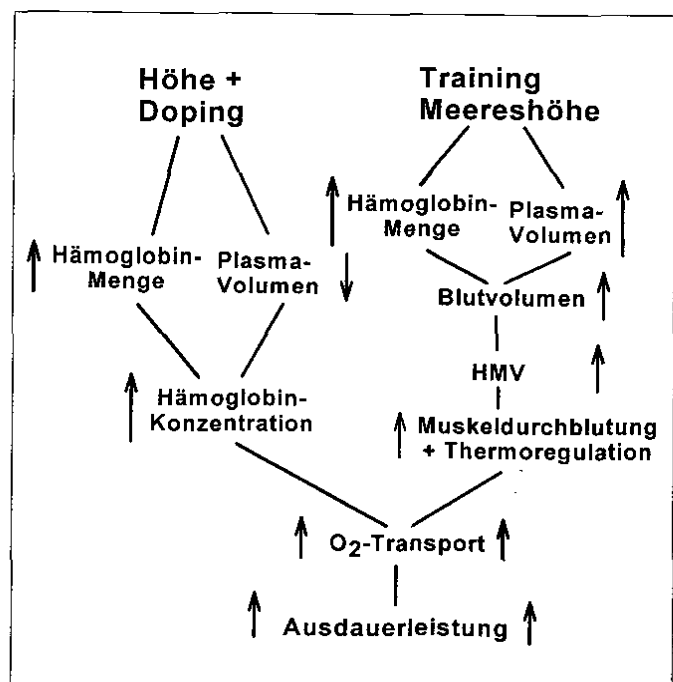 Höhe +
Doping
Training
Meereshöhe
Hämoglobin-
Menge
Plasma-
Volumen
Hämoglobin-
Konzentration
Hämoglobin-
Menge
Plasma-
Volumen
Blutvolumen
HMV
Muskeldurchblutung
+ Thermoregulation
O₂-Transport
Ausdauerleistung